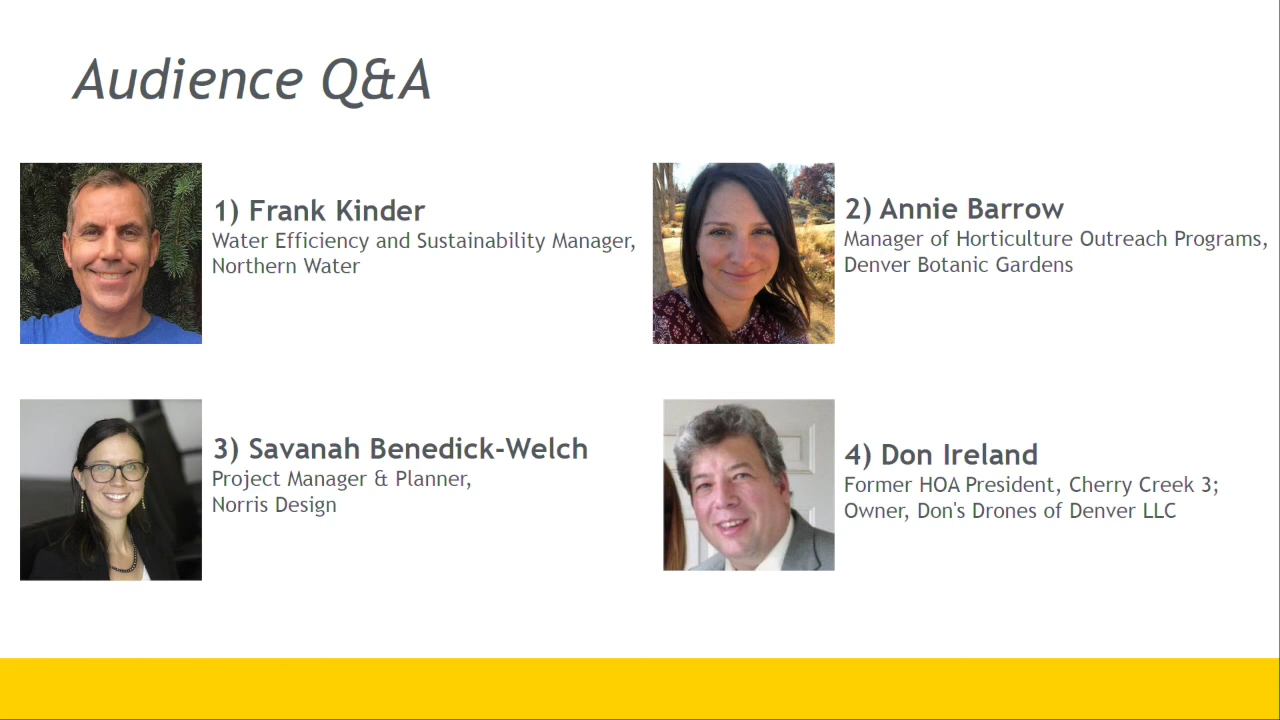 Audience Q&A
1) Frank Kinder
Water Efficiency and Sustainability Manager,
Northern Water
2) Annie Barrow
Manager of Horticulture Outreach Programs,
Denver Botanic Gardens
3) Savanah Benedick-Welch
Project Manager & Planner,
Norris Design
4) Don Ireland
Former HOA President, Cherry Creek 3;
Owner, Don's Drones of Denver LLC